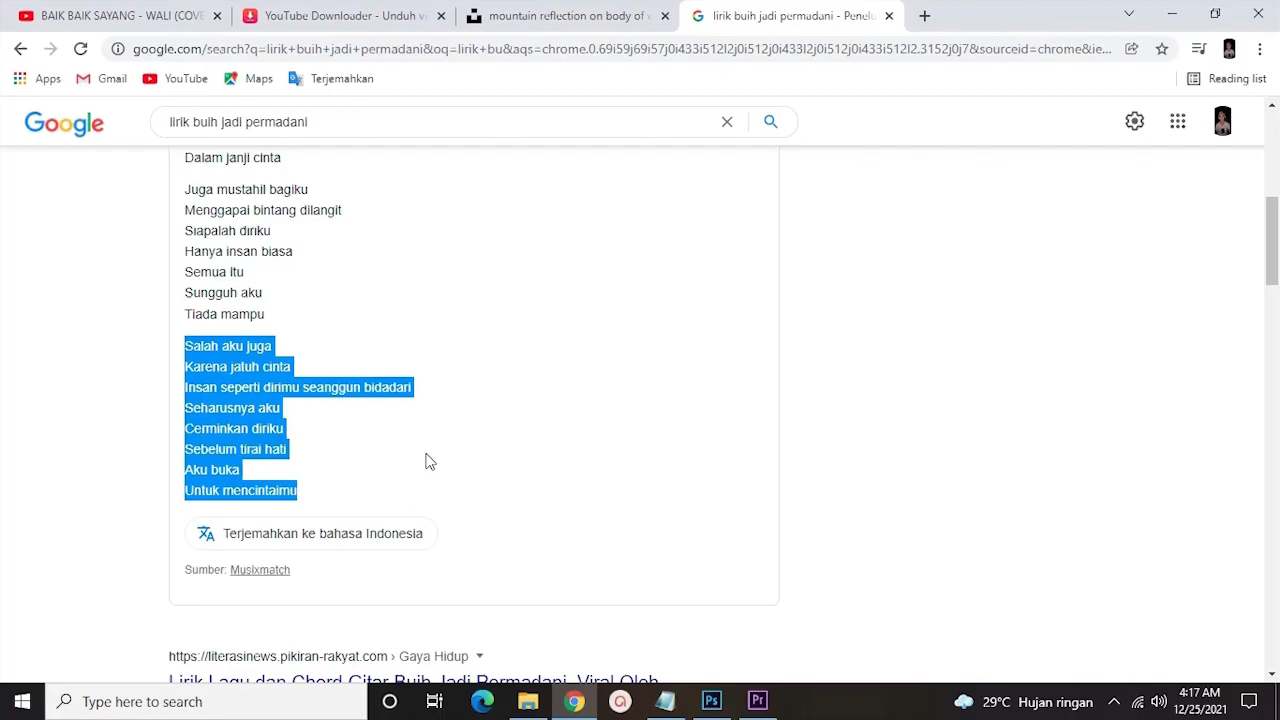 BAIK BAIK SAYANG - WALI (COVE
YouTube Downloader - Unduh v
mountain reflection on body of
lirik buih jadi permadani - Penelu
google.com/search?q=lirik+buih+jadi+permadani&oq=lirik+bu&aqs=chrome.0.69i59j69i57j0i433i512l2j0i512j0i433l2j0i512j0i433i512l2.3152j0j7&sourceid=chrome&ie...
Apps
Gmail
YouTube
Maps
Terjemahkan
Reading list
Google
lirik buih jadi permadani
Dalam janji cinta
Juga mustahil bagiku
Menggapai bintang dilangit
Siapalah diriku
Hanya insan biasa
Semua itu
Sungguh aku
Tiada mampu
Salah aku juga
Karena jatuh cinta
Insan seperti dirimu seanggun bidadari
Seharusnya aku
Cerminkan diriku
Sebelum tirai hati
Aku buka
Untuk mencintaimu
Terjemahkan ke bahasa Indonesia
Sumber: Musixmatch
https://literasinews.pikiran-rakyat.com › Gaya Hidup
Lirik Lagu dan Chord Gitar Buih Jadi Permadani, Viral Oleh
Type here to search
Ps
Pr
29°C Hujan ringan
4:17 AM
12/25/2021